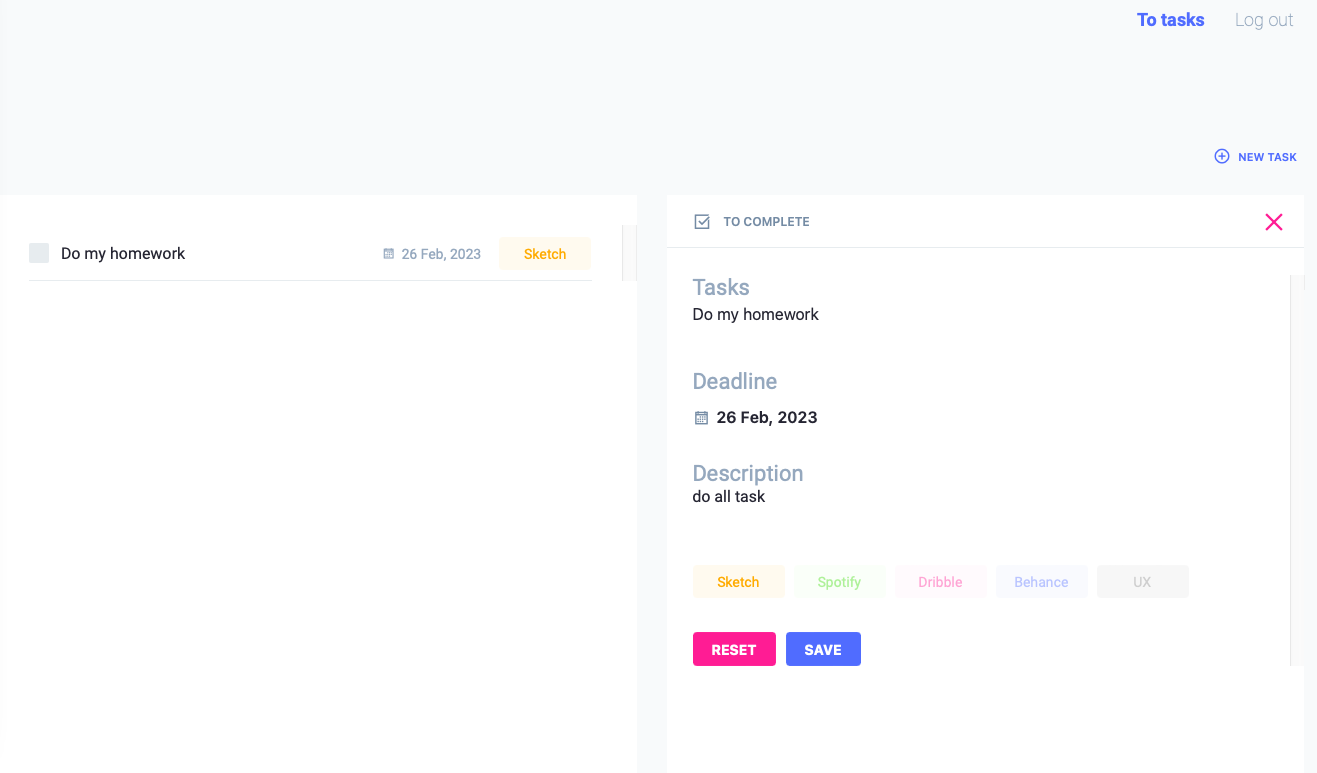 To tasks Log out
NEW TASK
Do my homework 26 Feb, 2023 Sketch
TO COMPLETE
Tasks
Do my homework
Deadline
26 Feb, 2023
Description
do all task
Sketch Spotify Dribble Behance UX
RESET SAVE